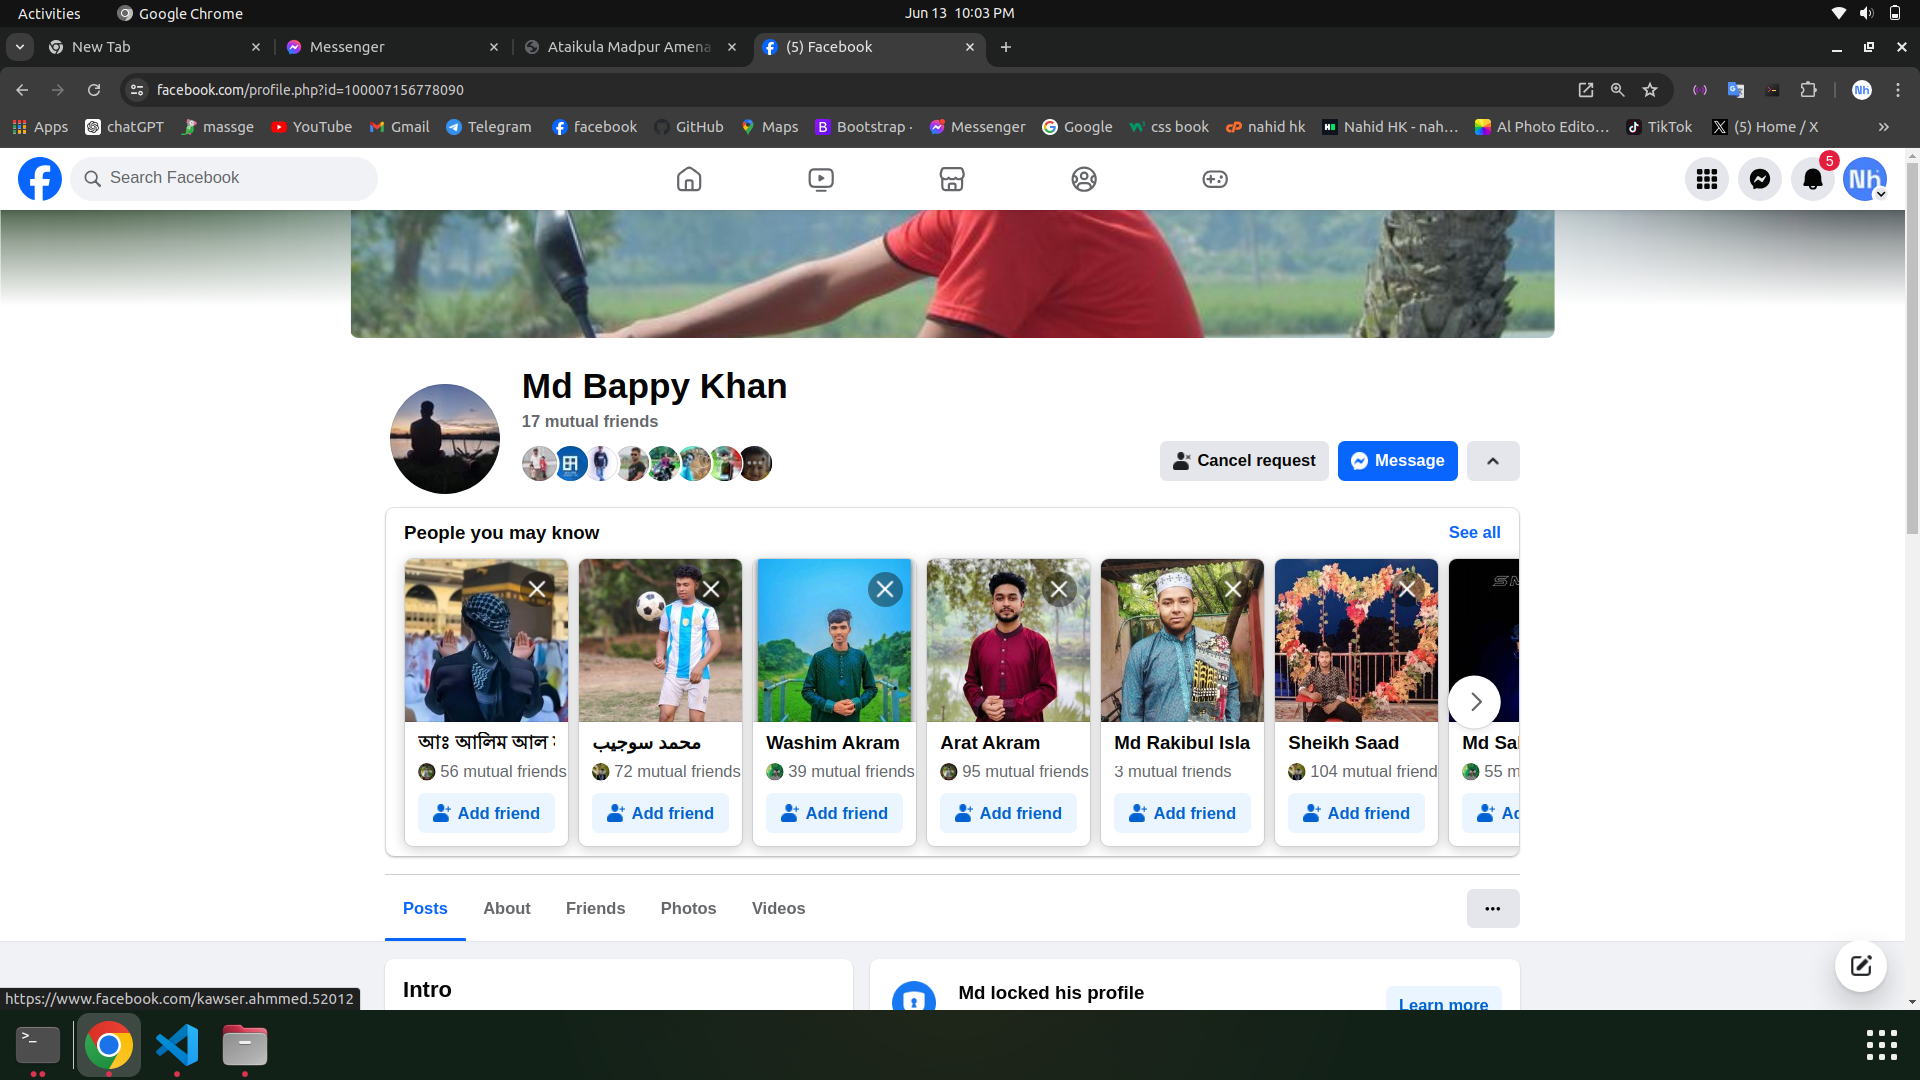 Activities
Google Chrome
Jun 13 10:03 PM
New Tab
Messenger
Ataikula Madpur Amena
(5) Facebook
facebook.com/profile.php?id=100007156778090
Nh
Apps
chatGPT
massge
YouTube
Gmail
Telegram
facebook
GitHub
Maps
Bootstrap ·
Messenger
Google
css book
nahid hk
Nahid HK - nah…
AI Photo Edito…
TikTok
(5) Home / X
Search Facebook
5
Nh
Md Bappy Khan
17 mutual friends
Cancel request
Message
People you may know
See all
আঃ আলিম আল
محمد سوجيب
Washim Akram
Arat Akram
Md Rakibul Isla
Sheikh Saad
Md Sa
56 mutual friends
72 mutual friends
39 mutual friends
95 mutual friends
3 mutual friends
104 mutual friend
55 m
Add friend
Add friend
Add friend
Add friend
Add friend
Add friend
Ad
Posts
About
Friends
Photos
Videos
Intro
Md locked his profile
Learn more
https://www.facebook.com/kawser.ahmmed.52012